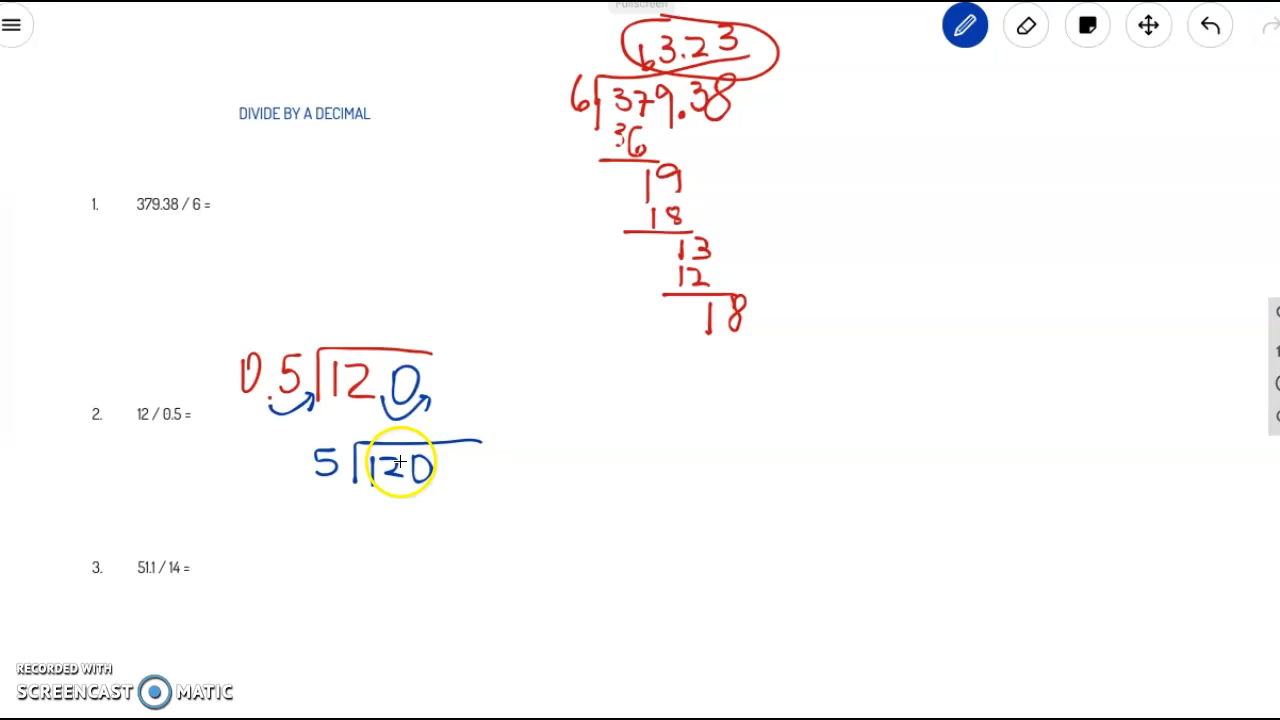 Fullscreen
63.23
6 379.38
36
19
18
13
12
18
DIVIDE BY A DECIMAL
1. 379.38 / 6 =
0.5 12 0
2. 12 / 0.5 =
5 120
3. 51.1 / 14 =
RECORDED WITH
SCREENCAST MATIC